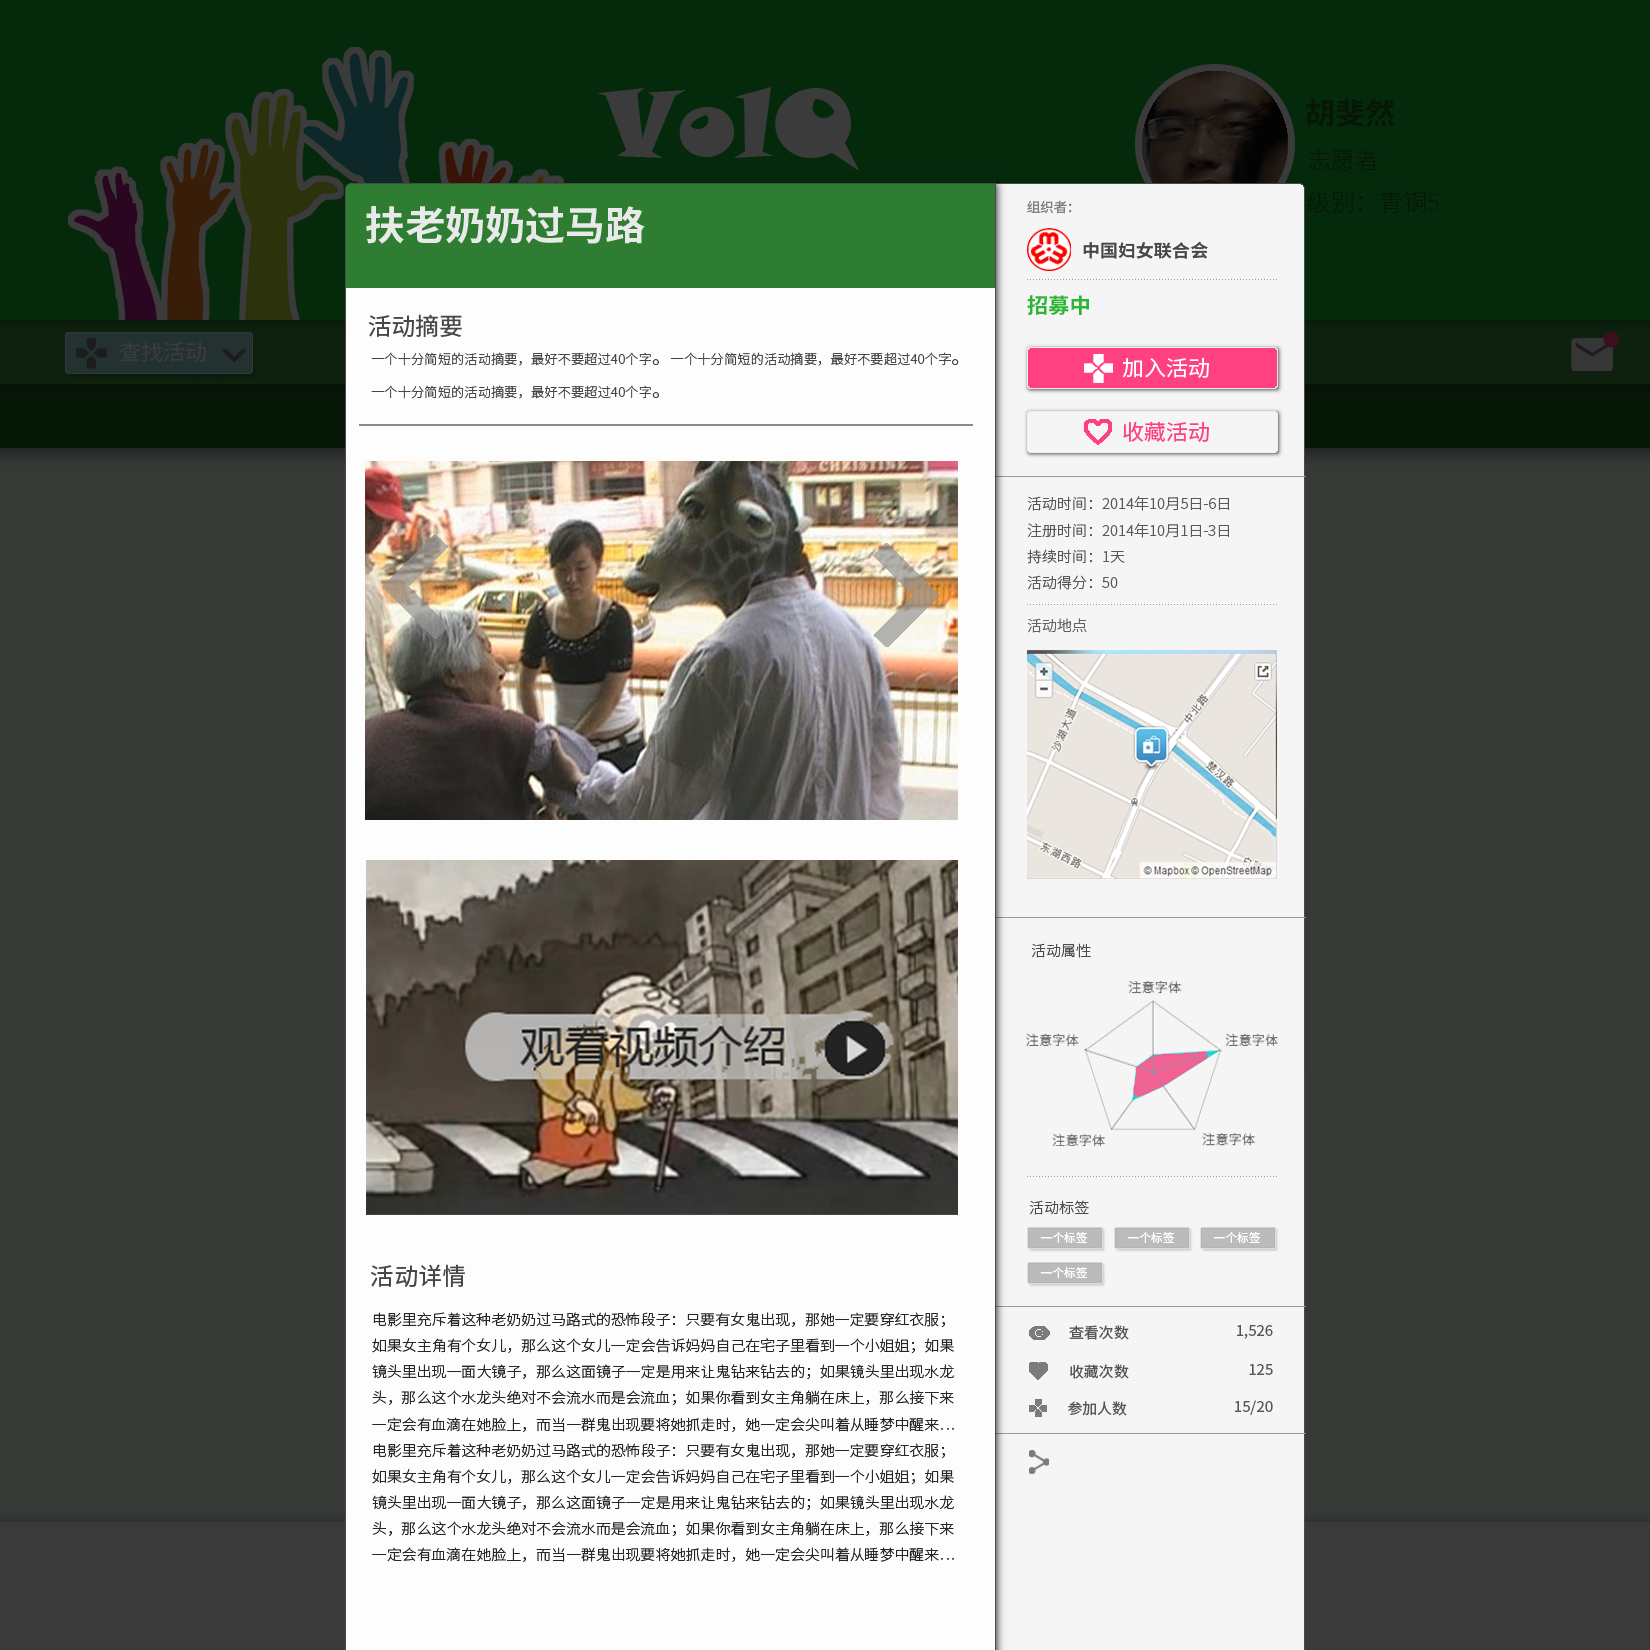 VolQ
胡斐然
志愿者
级别：青铜5
查找活动
扶老奶奶过马路
活动摘要
一个十分简短的活动摘要，最好不要超过40个字。 一个十分简短的活动摘要，最好不要超过40个字。
一个十分简短的活动摘要，最好不要超过40个字。
CHRISTINE
观看视频介绍
活动详情
电影里充斥着这种老奶奶过马路式的恐怖段子：只要有女鬼出现，那她一定要穿红衣服；
如果女主角有个女儿，那么这个女儿一定会告诉妈妈自己在宅子里看到一个小姐姐；如果
镜头里出现一面大镜子，那么这面镜子一定是用来让鬼钻来钻去的；如果镜头里出现水龙
头，那么这个水龙头绝对不会流水而是会流血；如果你看到女主角躺在床上，那么接下来
一定会有血滴在她脸上，而当一群鬼出现要将她抓走时，她一定会尖叫着从睡梦中醒来…
电影里充斥着这种老奶奶过马路式的恐怖段子：只要有女鬼出现，那她一定要穿红衣服；
如果女主角有个女儿，那么这个女儿一定会告诉妈妈自己在宅子里看到一个小姐姐；如果
镜头里出现一面大镜子，那么这面镜子一定是用来让鬼钻来钻去的；如果镜头里出现水龙
头，那么这个水龙头绝对不会流水而是会流血；如果你看到女主角躺在床上，那么接下来
一定会有血滴在她脸上，而当一群鬼出现要将她抓走时，她一定会尖叫着从睡梦中醒来…
组织者：
中国妇女联合会
招募中
加入活动
收藏活动
活动时间：2014年10月5日-6日
注册时间：2014年10月1日-3日
持续时间：1天
活动得分：50
活动地点
+
−
沙湖大道
中北路
楚汉路
东湖西路
© Mapbox © OpenStreetMap
活动属性
注意字体
注意字体
注意字体
注意字体
注意字体
活动标签
一个标签 一个标签 一个标签
一个标签
查看次数 1,526
收藏次数 125
参加人数 15/20